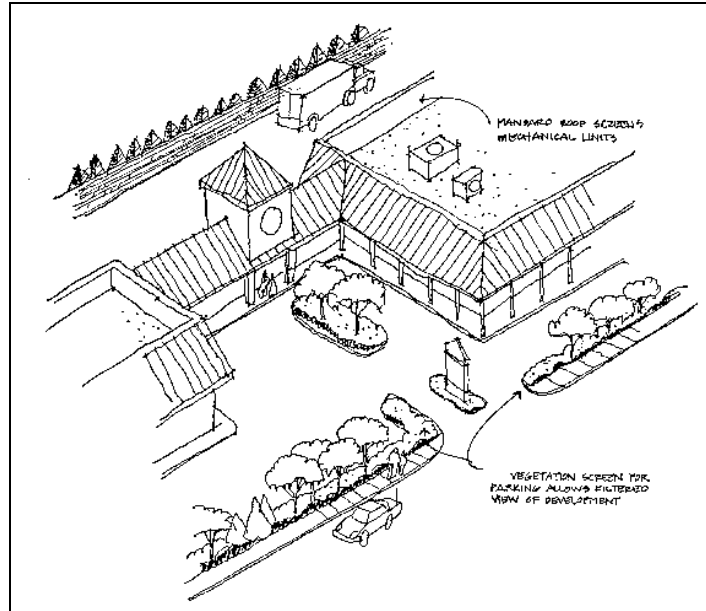 MANSARD ROOF SCREENS
MECHANICAL UNITS
VEGETATION SCREEN FOR
PARKING ALLOWS FILTERED
VIEW OF DEVELOPMENT